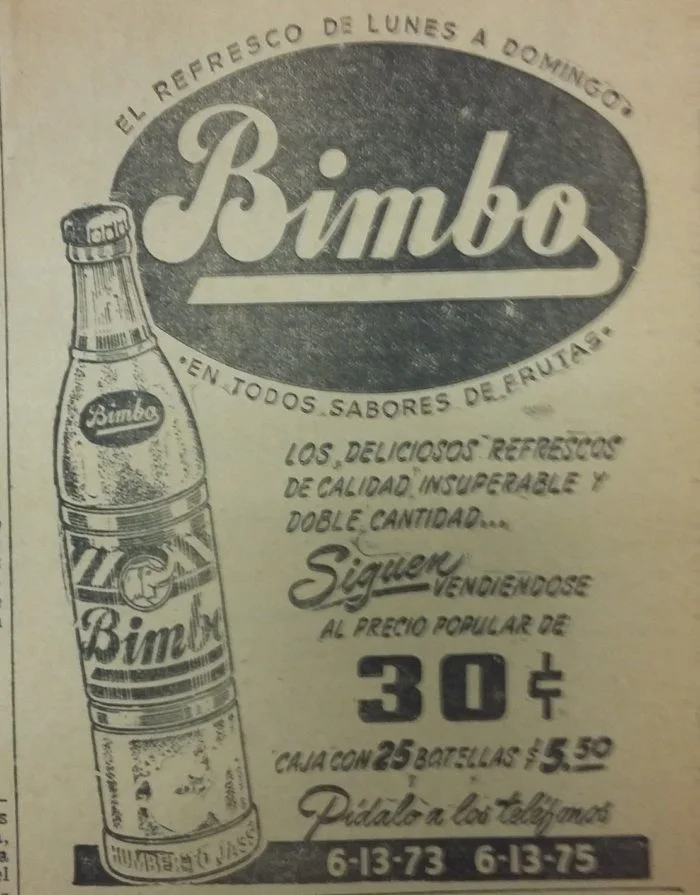 EL REFRESCO DE LUNES A DOMINGO
Bimbo
EN TODOS SABORES DE FRUTAS
Bimbo
Bimbo
LOS DELICIOSOS REFRESCOS
DE CALIDAD INSUPERABLE Y
DOBLE CANTIDAD...
Siguen VENDIENDOSE
AL PRECIO POPULAR DE
30¢
CAJA CON 25 BOTELLAS $5.50
Pídalo a los teléfonos
6-13-73 6-13-75